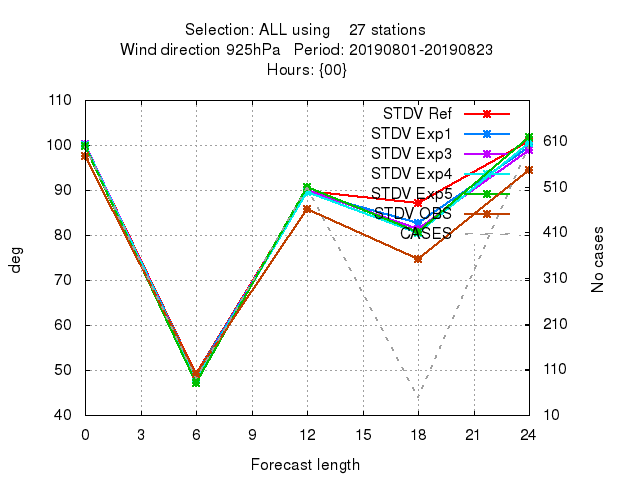 Selection: ALL using 27 stations
Wind direction 925hPa Period: 20190801-20190823
Hours: {00}
110
100
90
80
70
60
50
40
deg
STDV Ref
STDV Exp1
STDV Exp3
STDV Exp4
STDV Exp5
STDV OBS
CASES
610
510
410
310
210
110
10
No cases
0 3 6 9 12 15 18 21 24
Forecast length